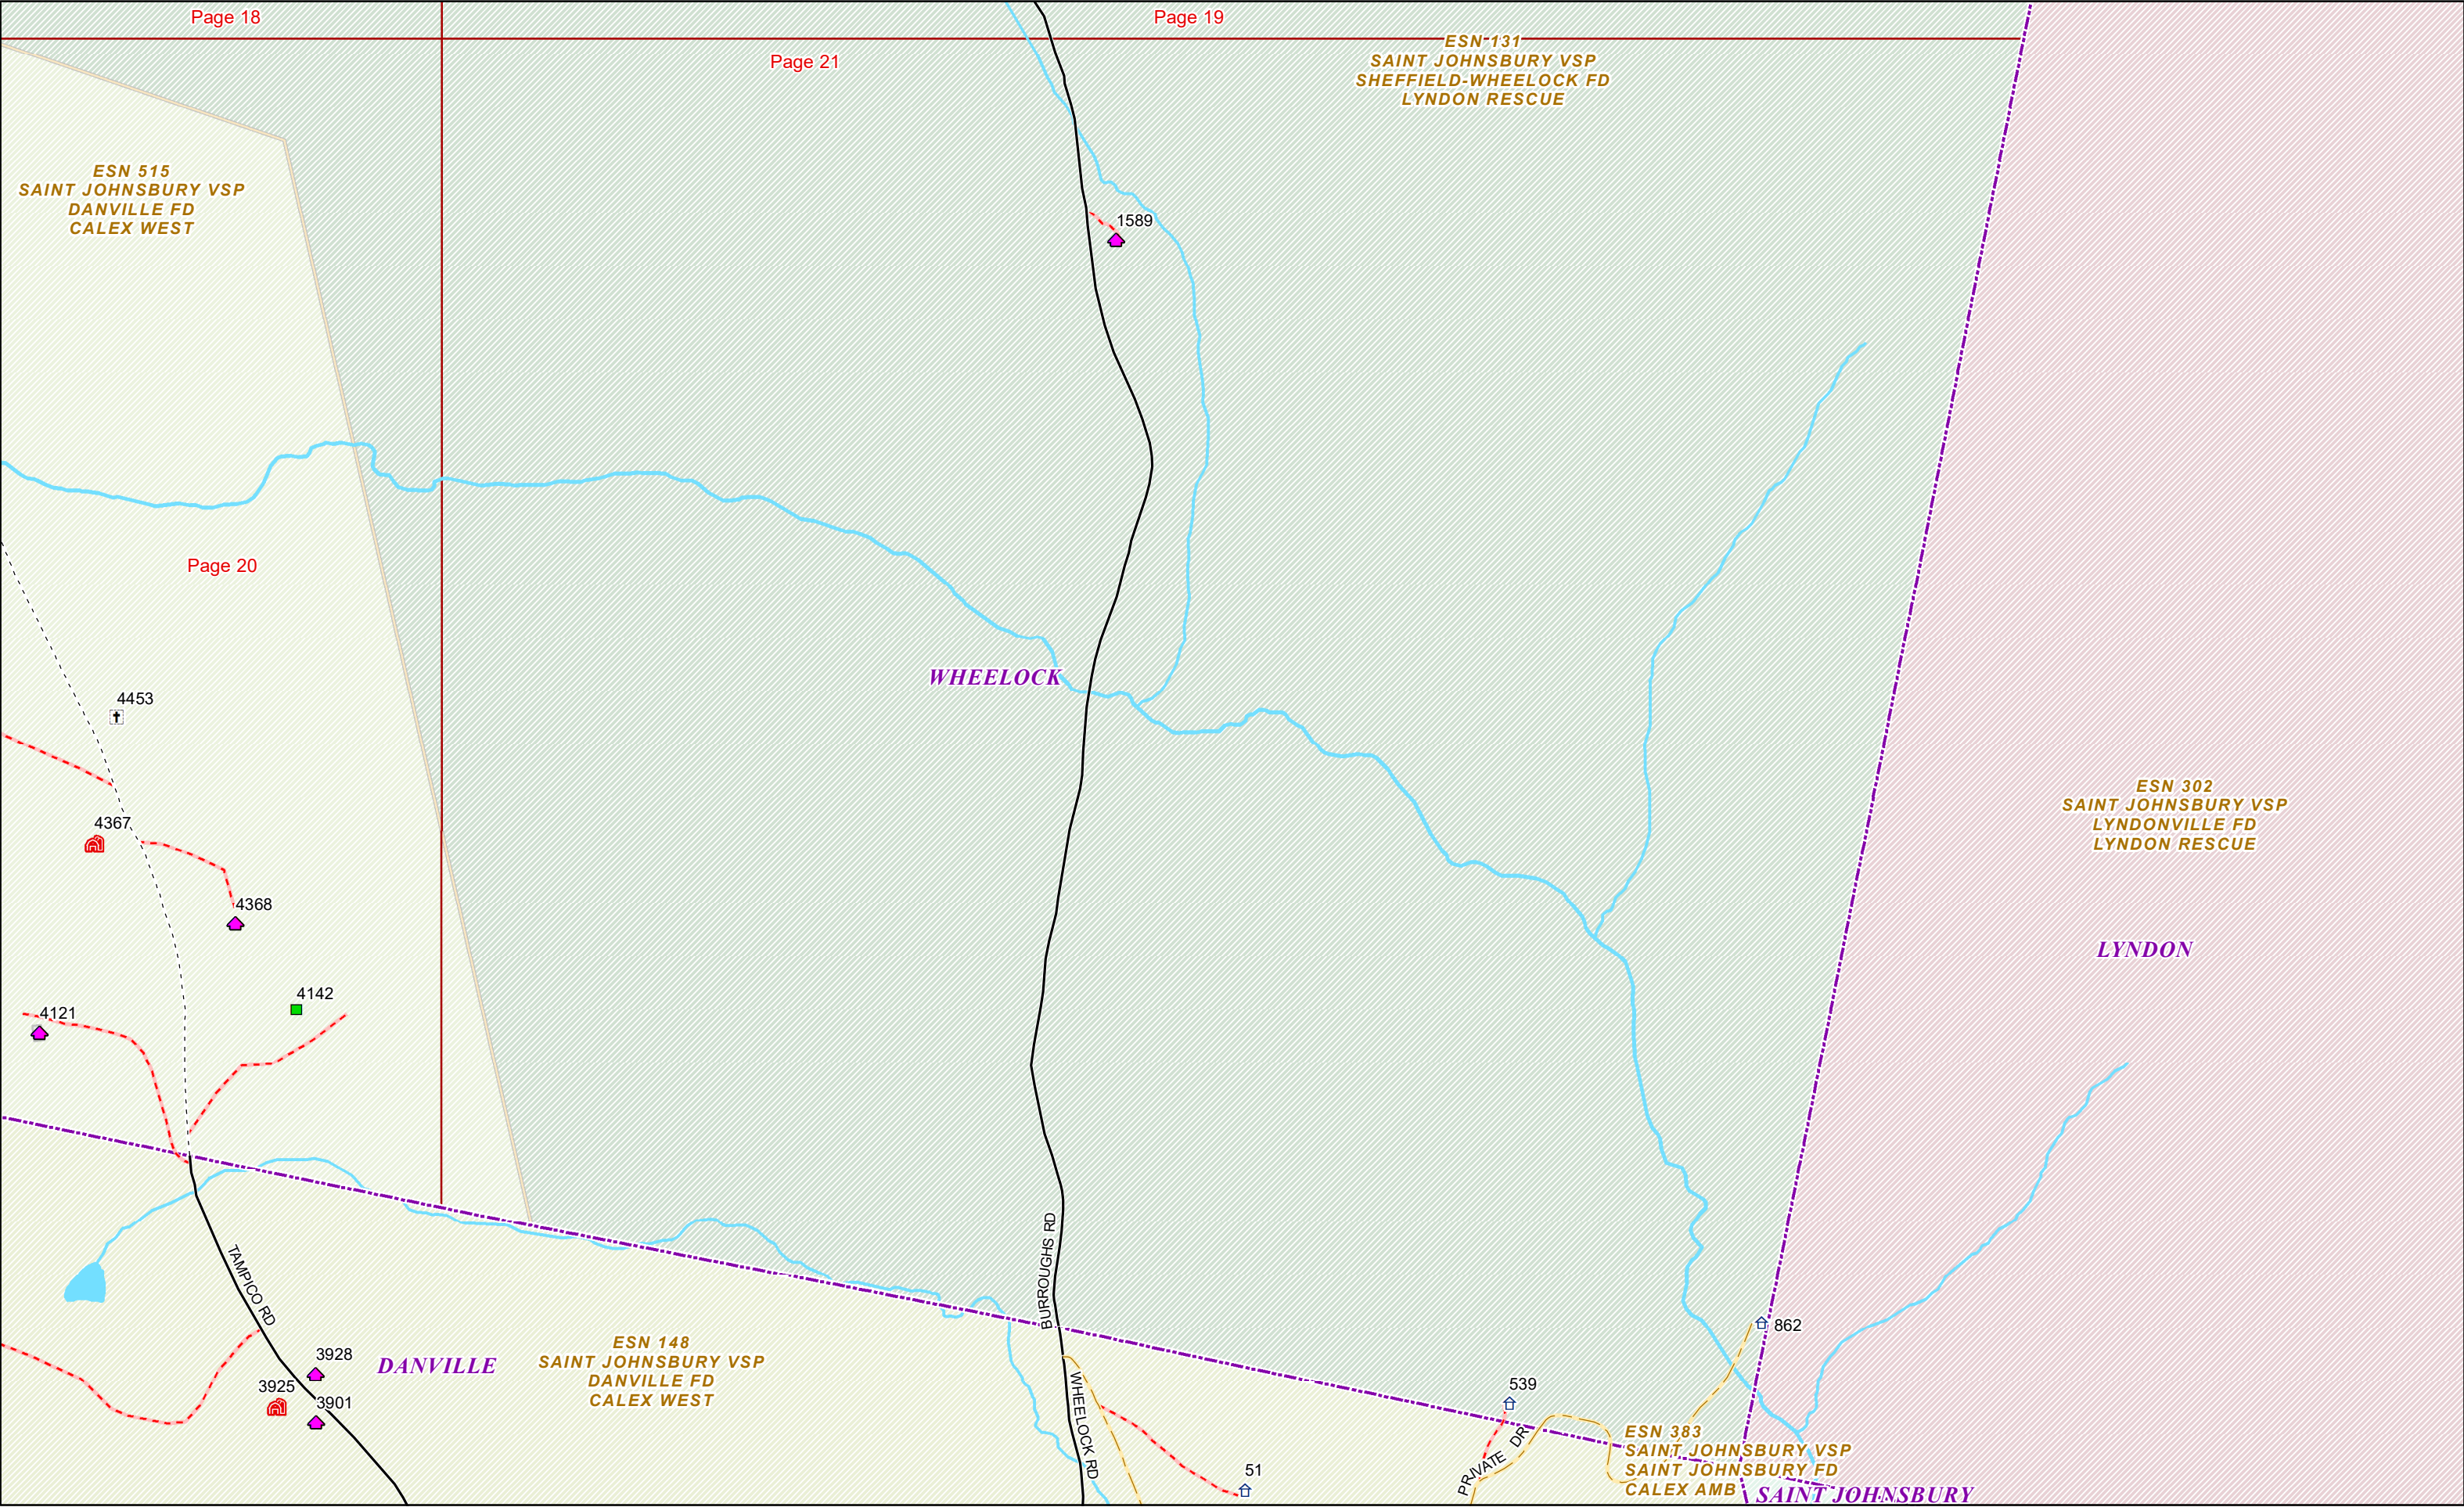 Page 18
Page 19
Page 21
ESN 131
SAINT JOHNSBURY VSP
SHEFFIELD-WHEELOCK FD
LYNDON RESCUE
ESN 515
SAINT JOHNSBURY VSP
DANVILLE FD
CALEX WEST
1589
Page 20
WHEELOCK
4453
4367
4368
4142
4121
ESN 302
SAINT JOHNSBURY VSP
LYNDONVILLE FD
LYNDON RESCUE
LYNDON
TAMPICO RD
BURROUGHS RD
862
ESN 148
SAINT JOHNSBURY VSP
DANVILLE FD
CALEX WEST
DANVILLE
3928
3925
3901
WHEELOCK RD
539
PRIVATE DR
51
ESN 383
SAINT JOHNSBURY VSP
SAINT JOHNSBURY FD
CALEX AMB
SAINT JOHNSBURY